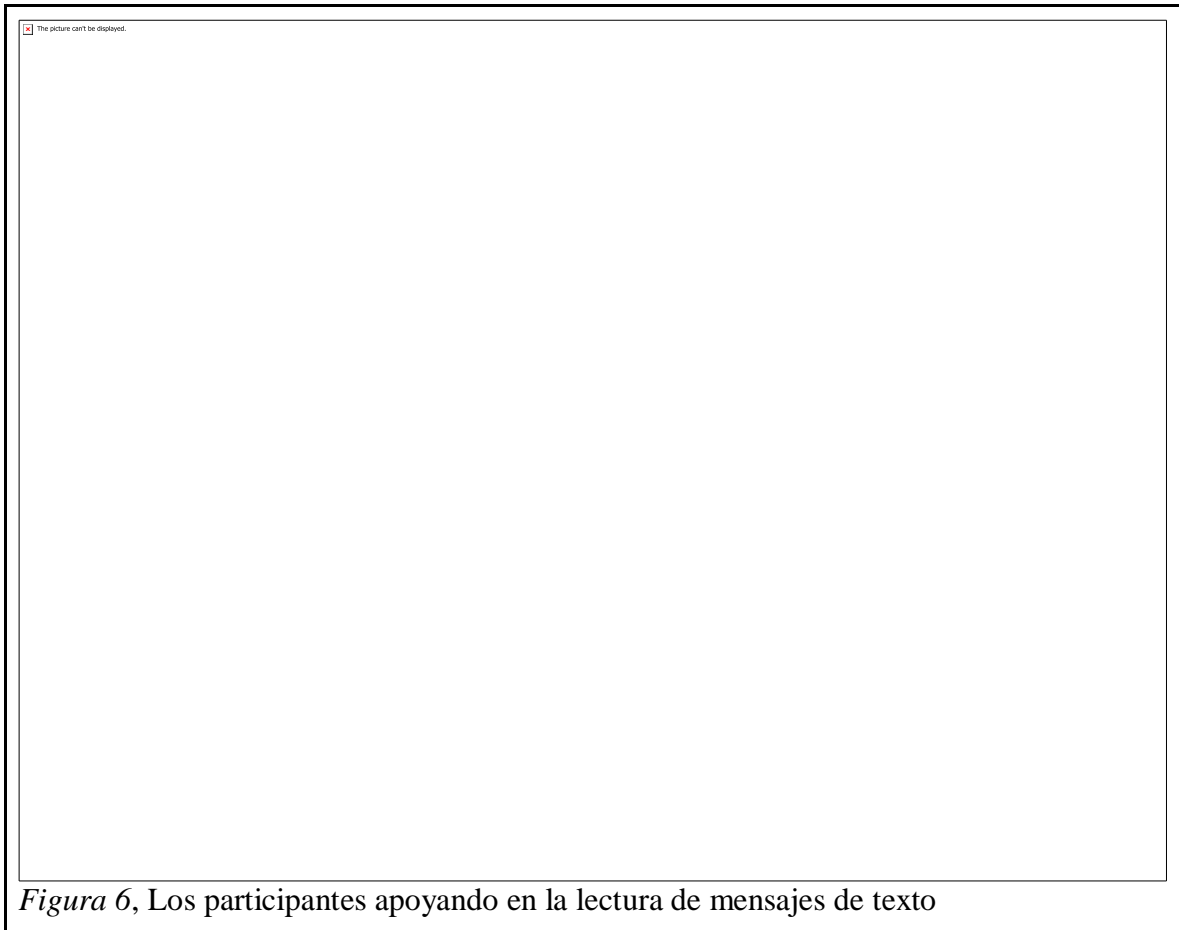 The picture can't be displayed.
Figura 6, Los participantes apoyando en la lectura de mensajes de texto